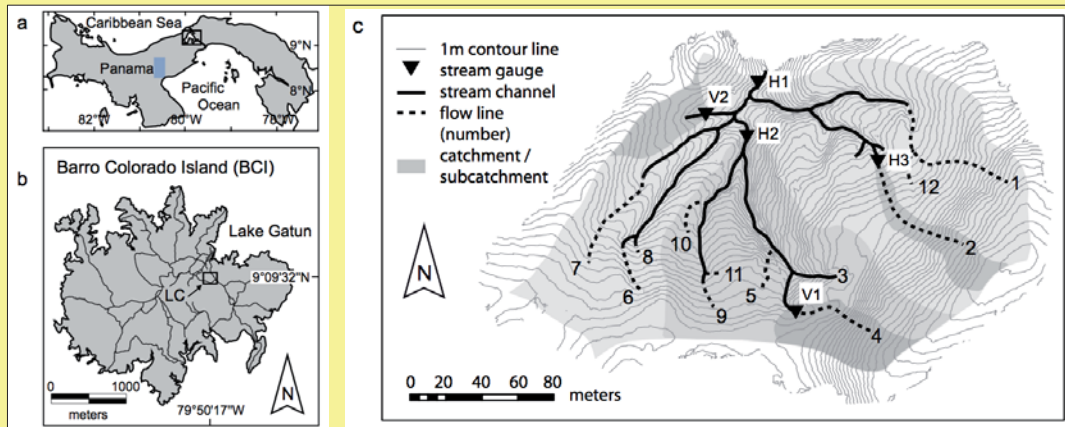 a
Caribbean Sea
9°N
Panama
Pacific
Ocean
8°N
82°W
80°W
78°W
b
Barro Colorado Island (BCI)
Lake Gatun
9°09'32"N
LC
0
1000
meters
79°50'17"W
N
c
1m contour line
stream gauge
stream channel
flow line
(number)
catchment /
subcatchment
N
H1
V2
H2
H3
12
1
2
10
8
7
6
11
9
5
3
V1
4
0
20
40
60
80
meters